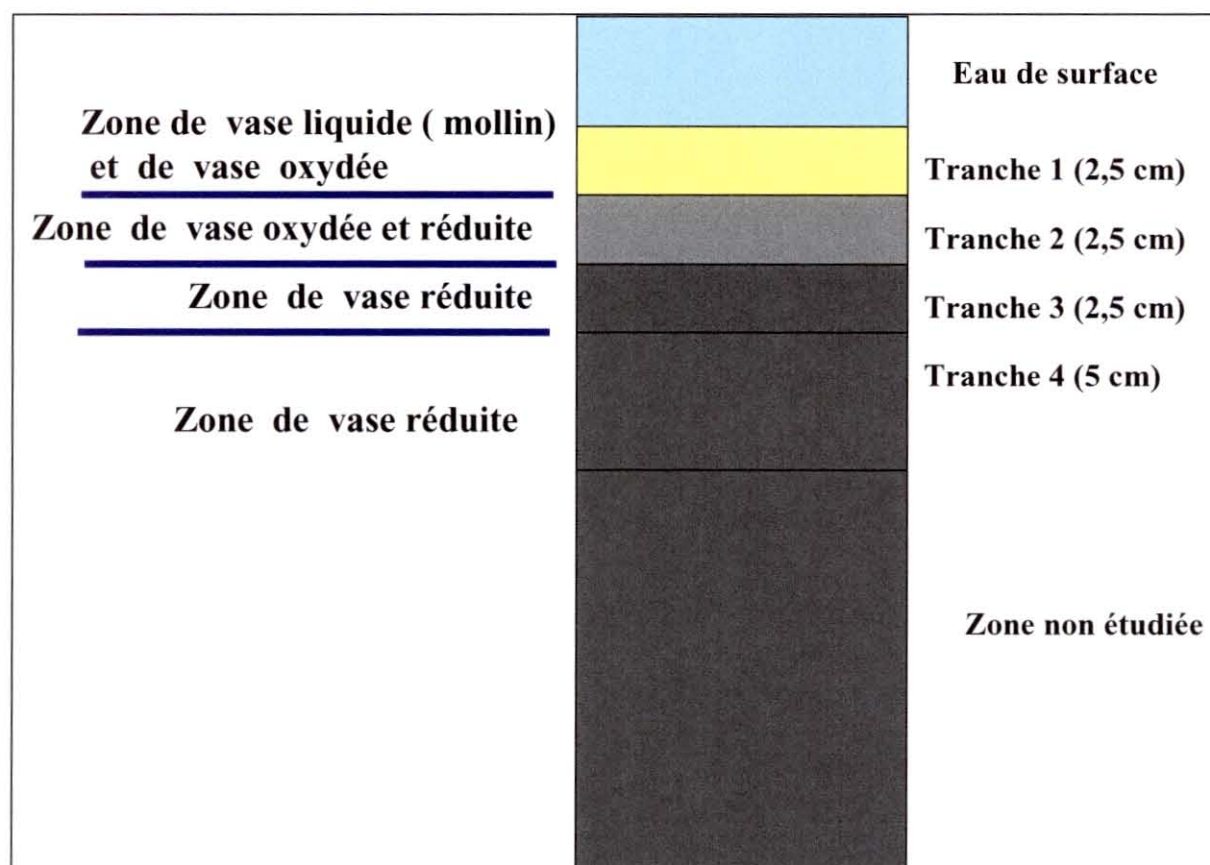 Eau de surface
Zone de vase liquide ( mollin)
et de vase oxydée
Tranche 1 (2,5 cm)
Zone de vase oxydée et réduite
Tranche 2 (2,5 cm)
Zone de vase réduite
Tranche 3 (2,5 cm)
Tranche 4 (5 cm)
Zone de vase réduite
Zone non étudiée